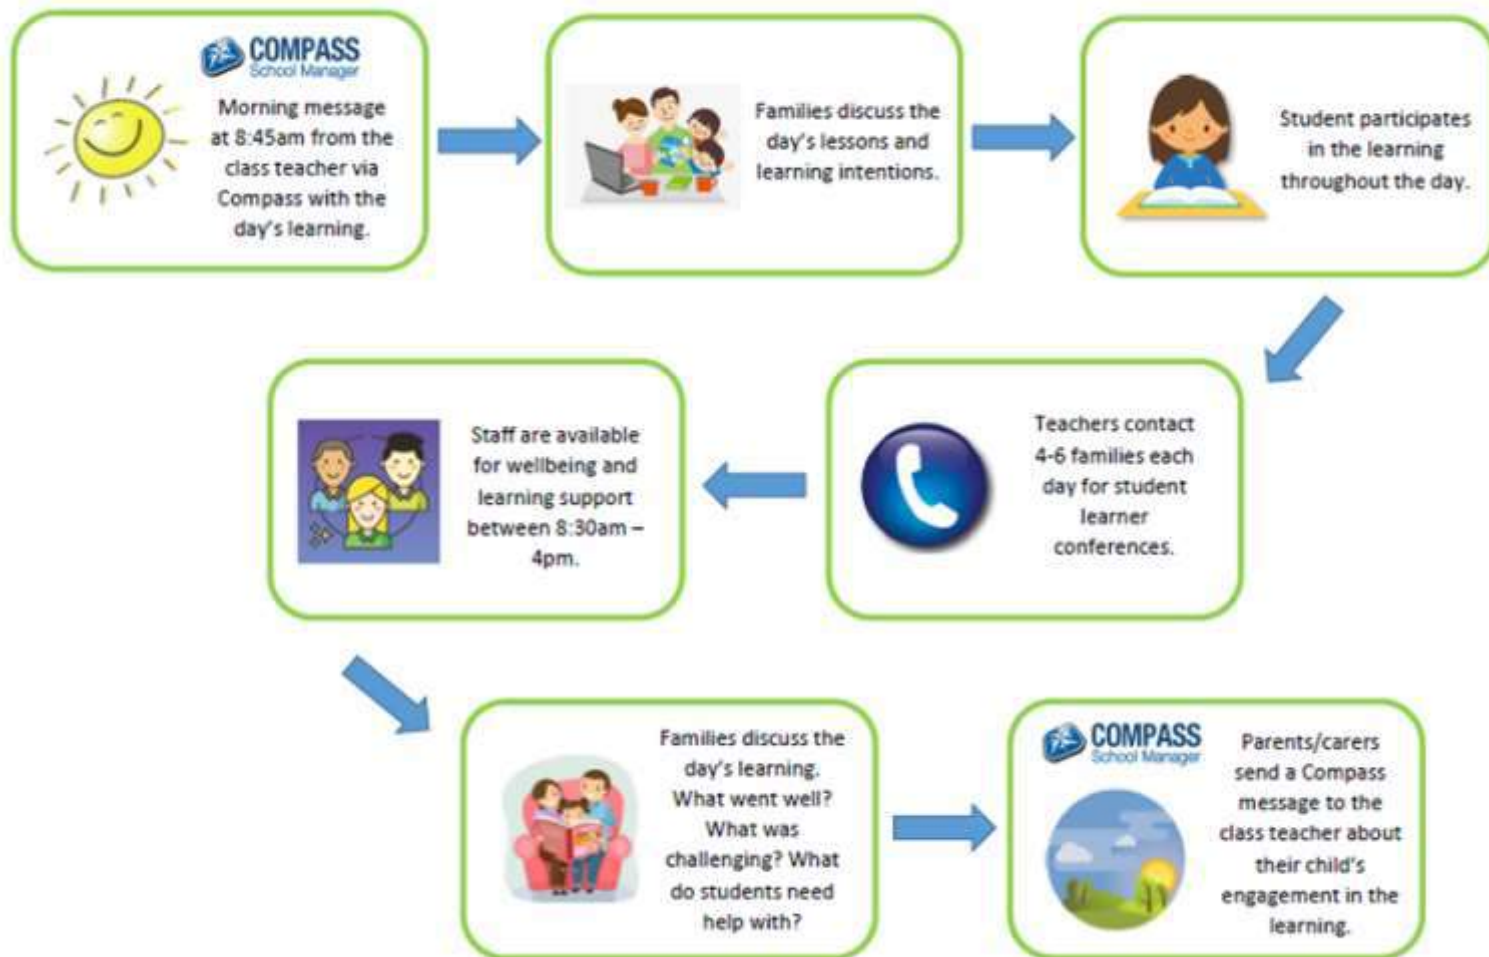 COMPASS
School Manager
Morning message
at 8:45am from the
class teacher via
Compass with the
day's learning.
Families discuss the
day's lessons and
learning intentions.
Student participates
in the learning
throughout the day.
Teachers contact
4-6 families each
day for student
learner
conferences.
Staff are available
for wellbeing and
learning support
between 8:30am –
4pm.
Families discuss the
day's learning.
What went well?
What was
challenging? What
do students need
help with?
COMPASS
School Manager
Parents/carers
send a Compass
message to the
class teacher about
their child's
engagement in the
learning.